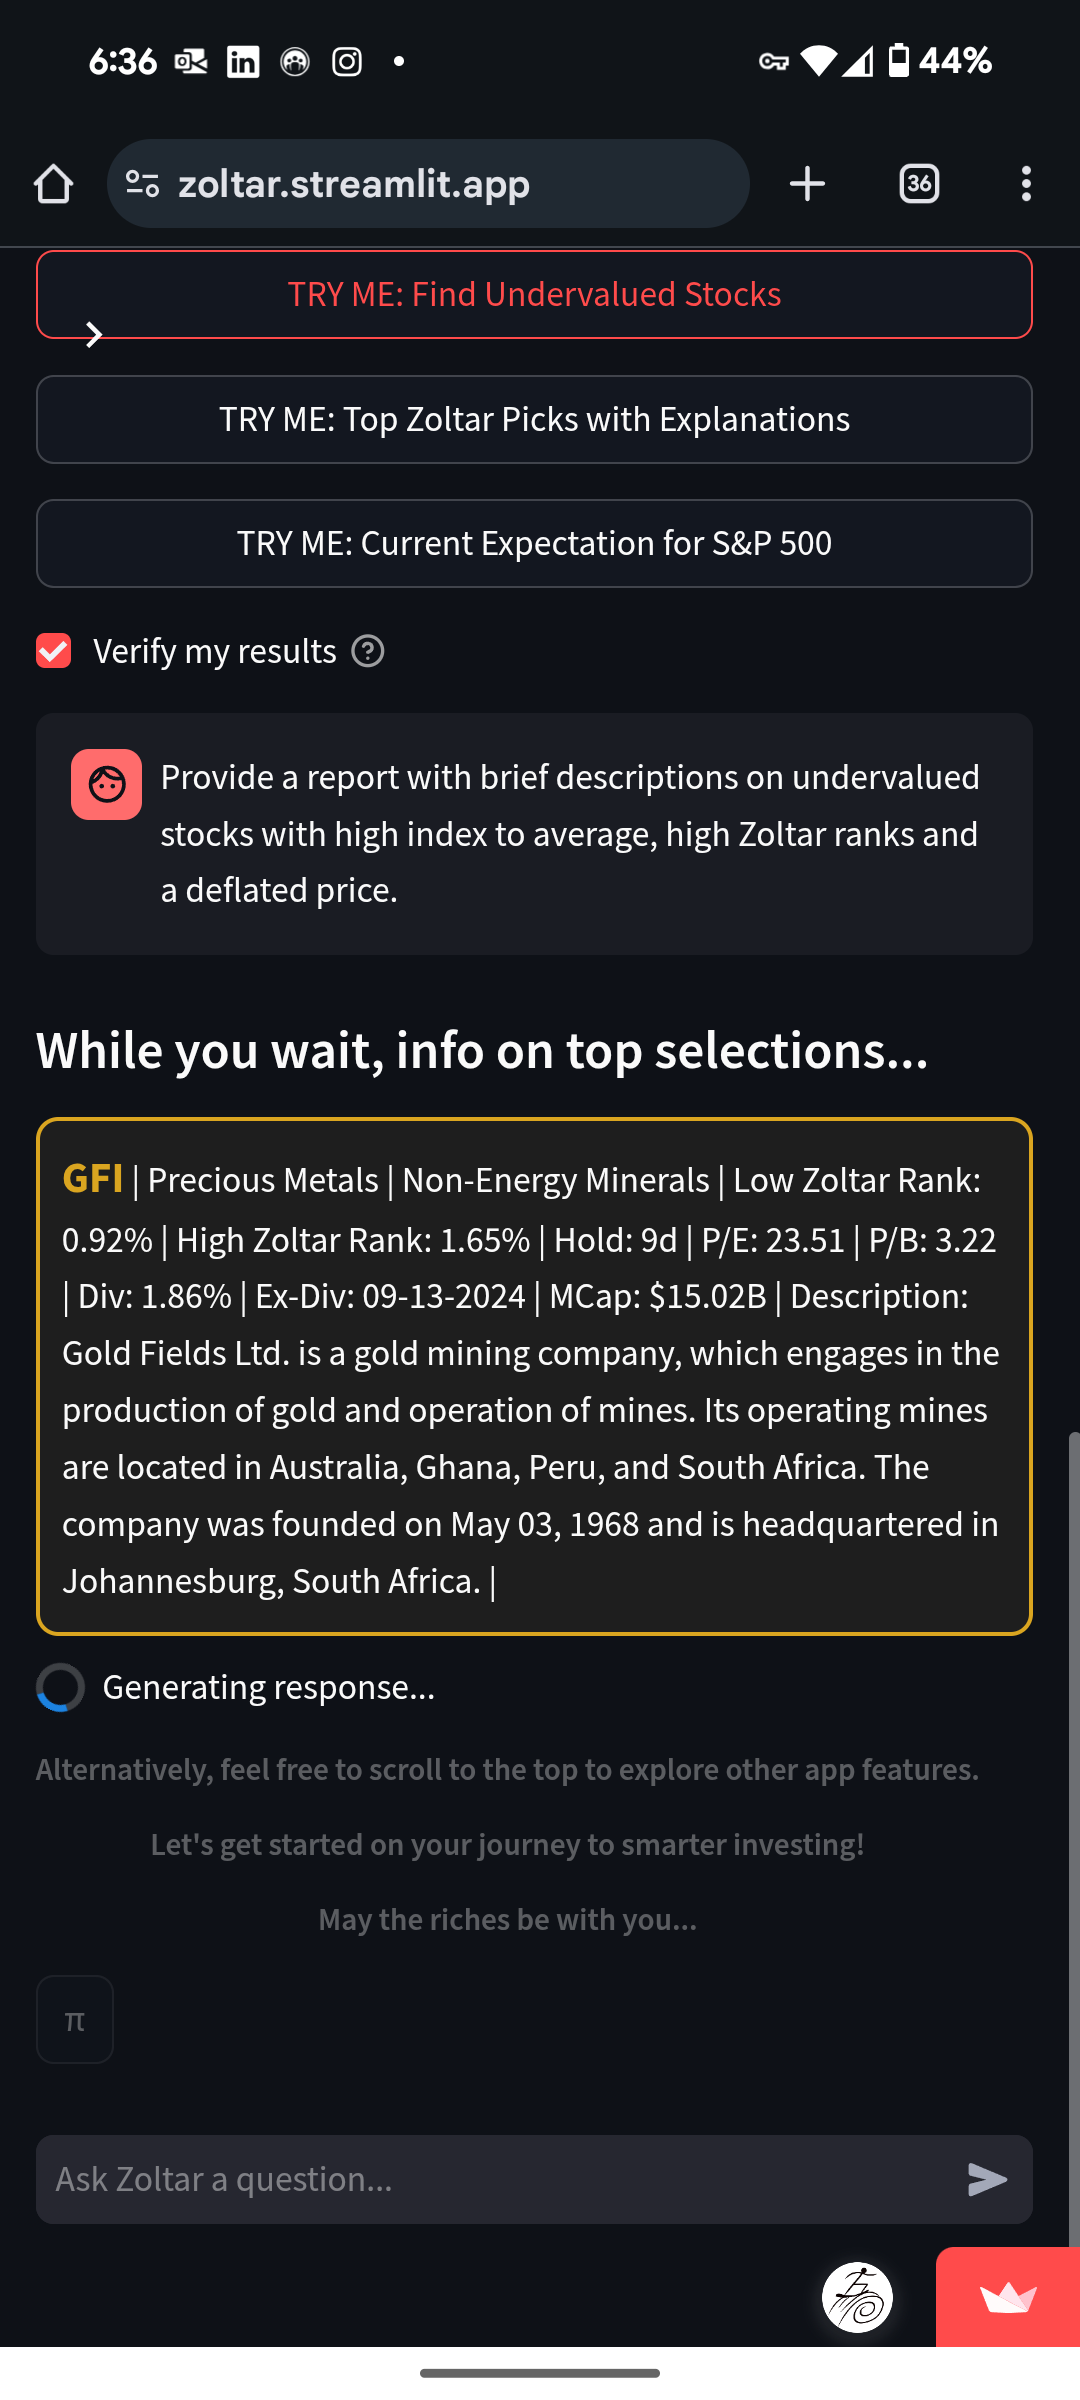 6:36
44%
zoltar.streamlit.app
36
TRY ME: Find Undervalued Stocks
TRY ME: Top Zoltar Picks with Explanations
TRY ME: Current Expectation for S&P 500
Verify my results
Provide a report with brief descriptions on undervalued
stocks with high index to average, high Zoltar ranks and
a deflated price.
While you wait, info on top selections...
GFI | Precious Metals | Non-Energy Minerals | Low Zoltar Rank:
0.92% | High Zoltar Rank: 1.65% | Hold: 9d | P/E: 23.51 | P/B: 3.22
| Div: 1.86% | Ex-Div: 09-13-2024 | MCap: $15.02B | Description:
Gold Fields Ltd. is a gold mining company, which engages in the
production of gold and operation of mines. Its operating mines
are located in Australia, Ghana, Peru, and South Africa. The
company was founded on May 03, 1968 and is headquartered in
Johannesburg, South Africa. |
Generating response...
Alternatively, feel free to scroll to the top to explore other app features.
Let's get started on your journey to smarter investing!
May the riches be with you...
π
Ask Zoltar a question...